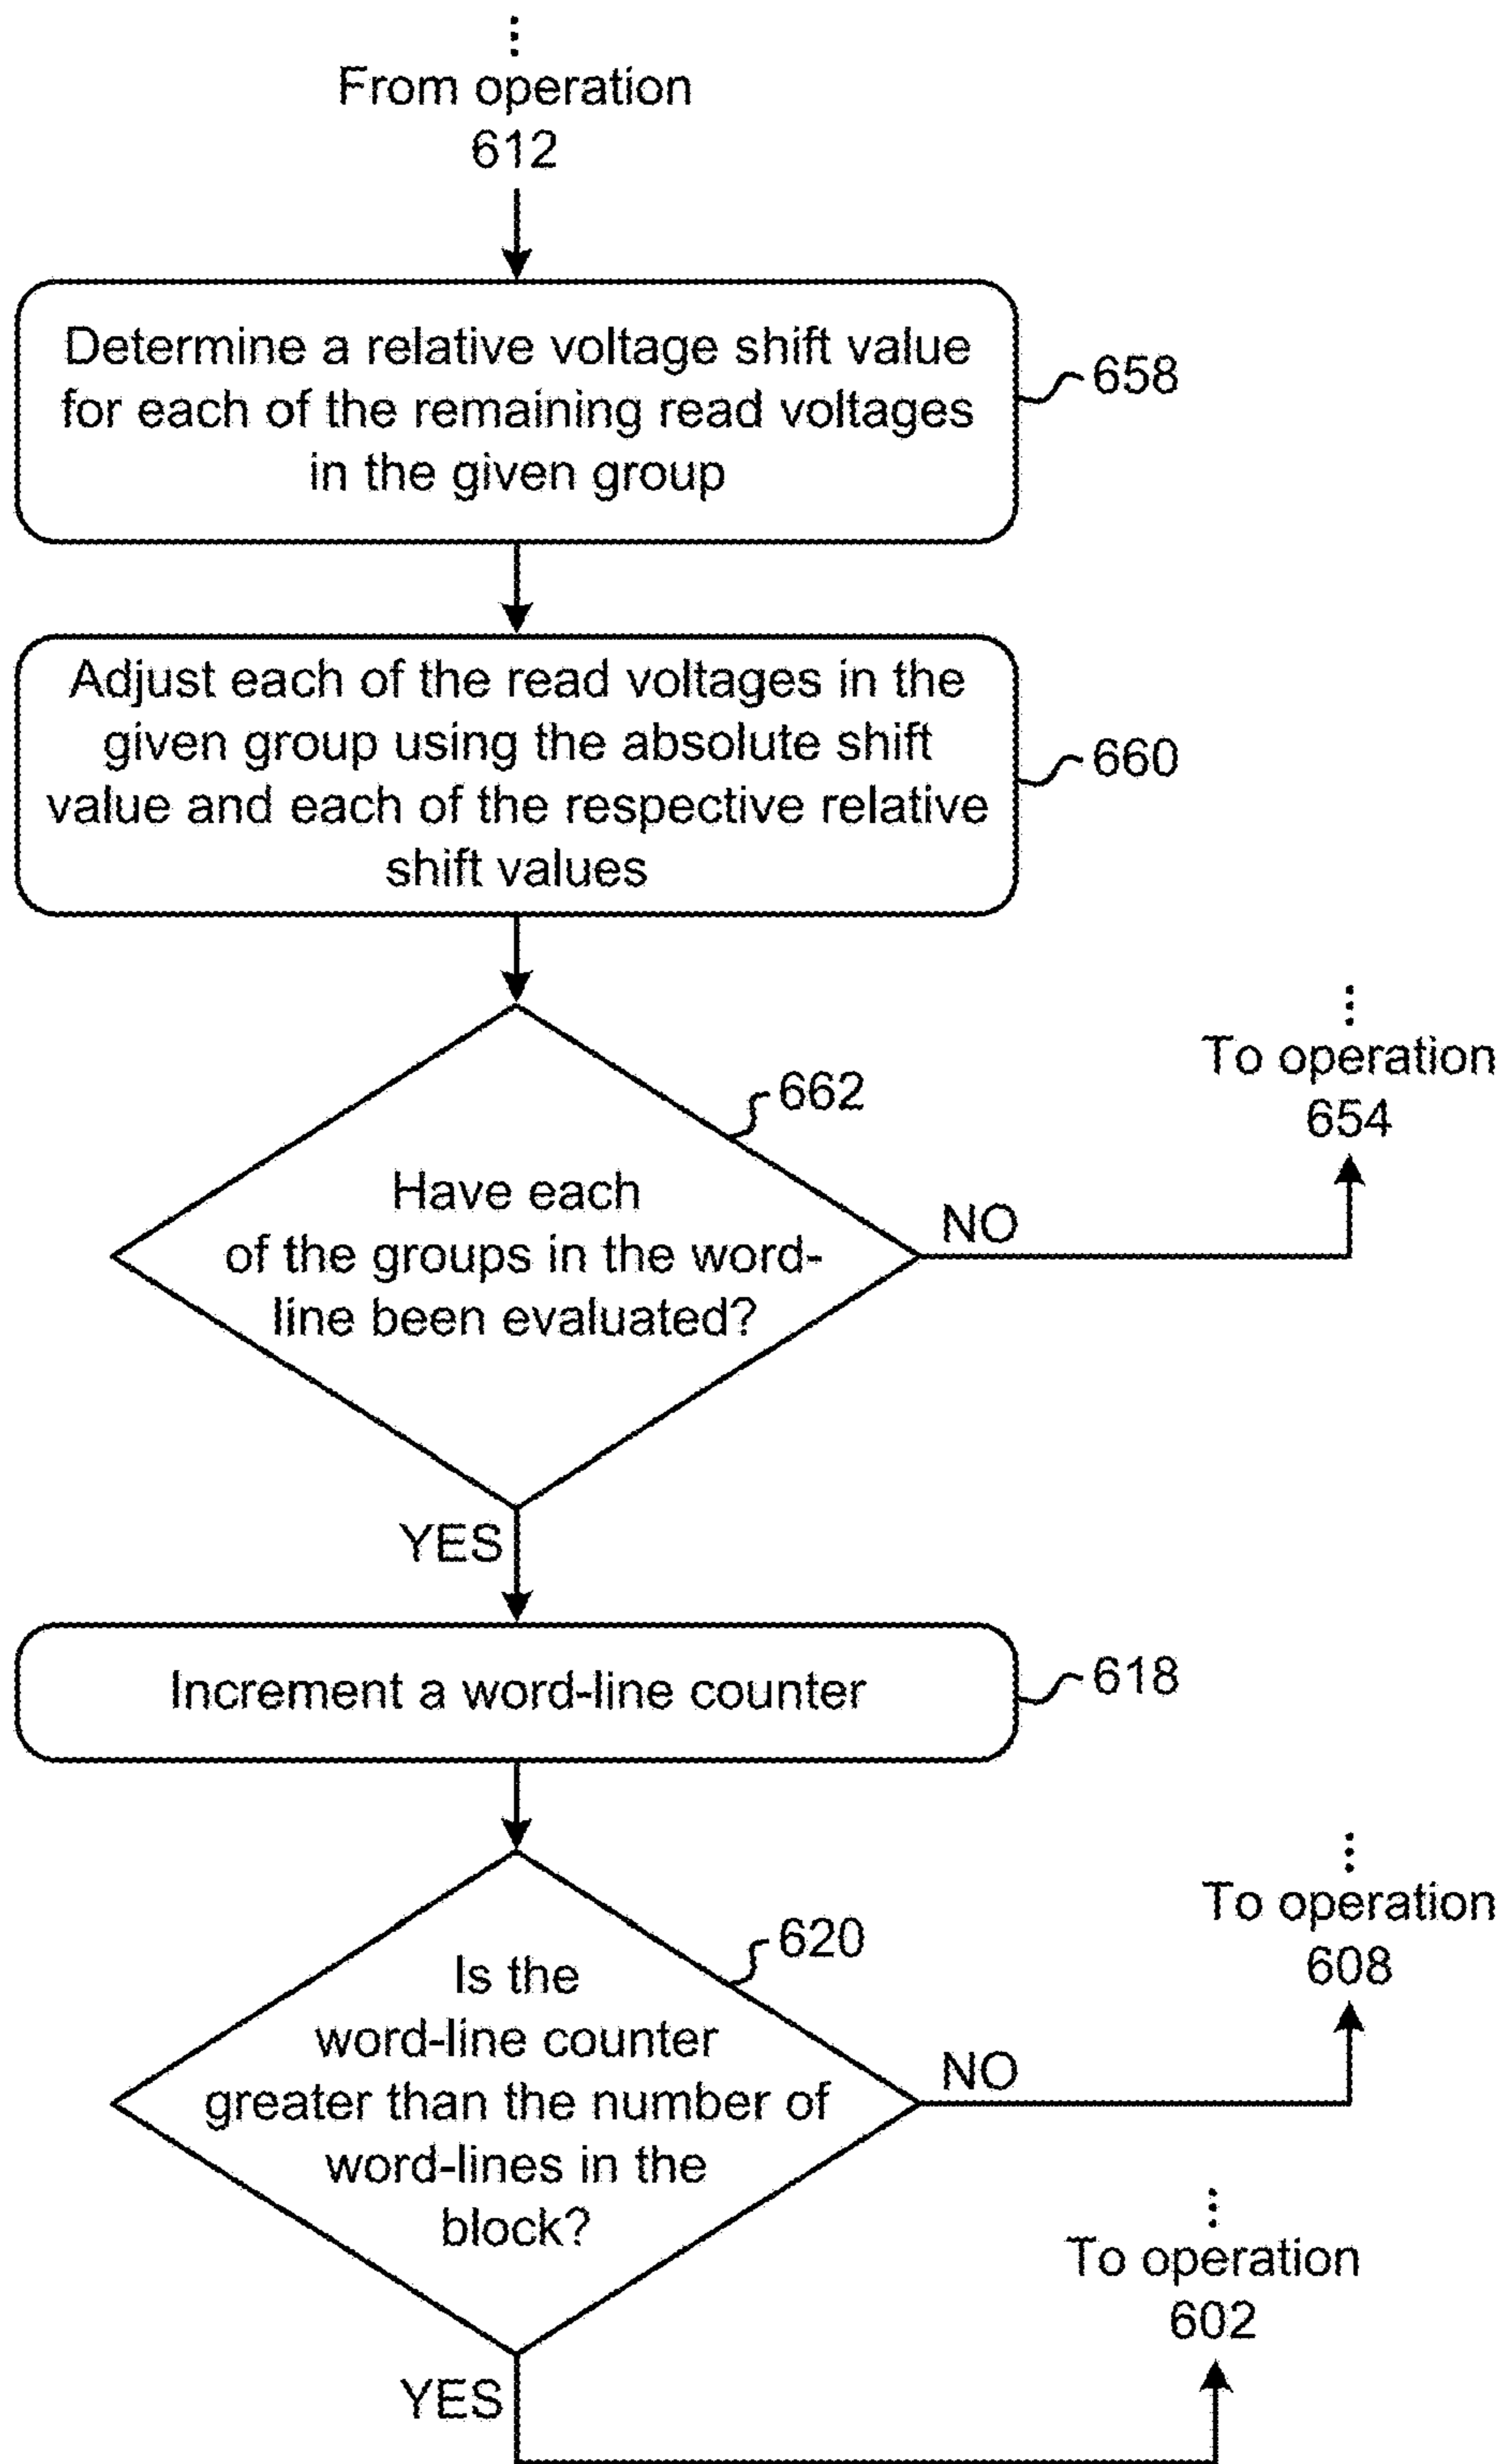 From operation
612
Determine a relative voltage shift value
for each of the remaining read voltages
in the given group
658
Adjust each of the read voltages in the
given group using the absolute shift
value and each of the respective relative
shift values
660
To operation
654
662
Have each
of the groups in the word-
line been evaluated?
NO
YES
Increment a word-line counter
618
To operation
608
620
Is the
word-line counter
greater than the number of
word-lines in the
block?
NO
To operation
602
YES